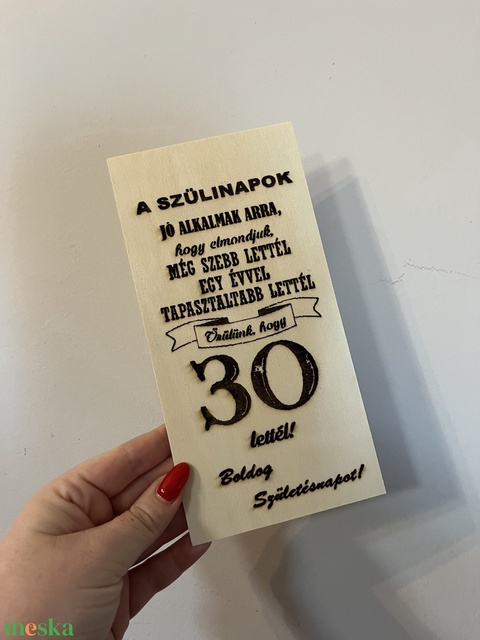 A SZÜLINAPOK
JÓ ALKALMAK ARRA,
hogy elmondjuk,
MÉG SZEBB LETTÉL
EGY ÉVVEL
TAPASZTALTABB LETTÉL
Örülünk, hogy
30
lettél!
Boldog
Születésnapot!
meska